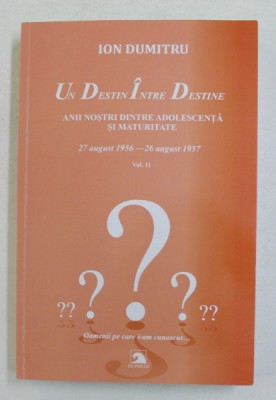 ION DUMITRU
UN DESTIN ÎNTRE DESTINE
ANII NOȘTRI DINTRE ADOLESCENȚĂ
ȘI MATURITATE
27 august 1956 — 26 august 1957
Vol. 11
?? ? ? ? ??
Oamenii pe care i-am cunoscut...